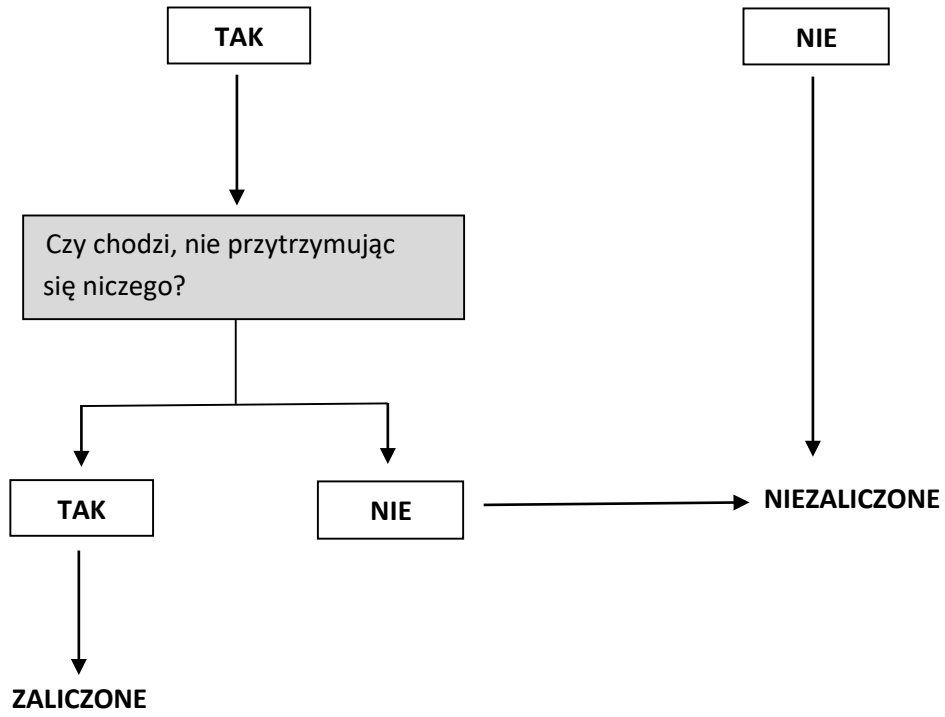 TAK
NIE
Czy chodzi, nie przytrzymując
się niczego?
TAK
NIE
NIEZALICZONE
ZALICZONE